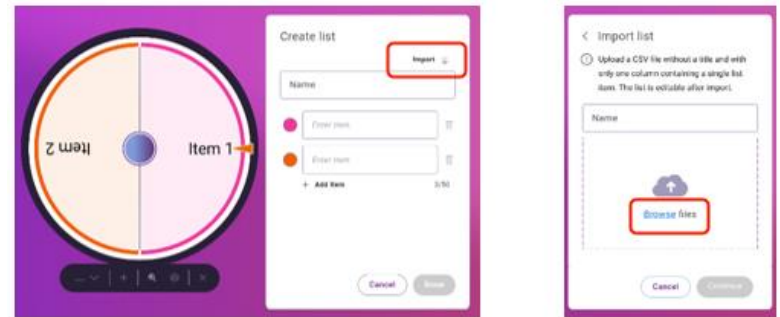 Create list
Import
Name
Enter item
Enter item
+ Add Item
0/50
Cancel
Save
Item 1
Item 2
< Import list
Upload a CSV file without a title and with
only one column containing a single list
item. The list is editable after import.
Name
Browse files
Cancel
Continue